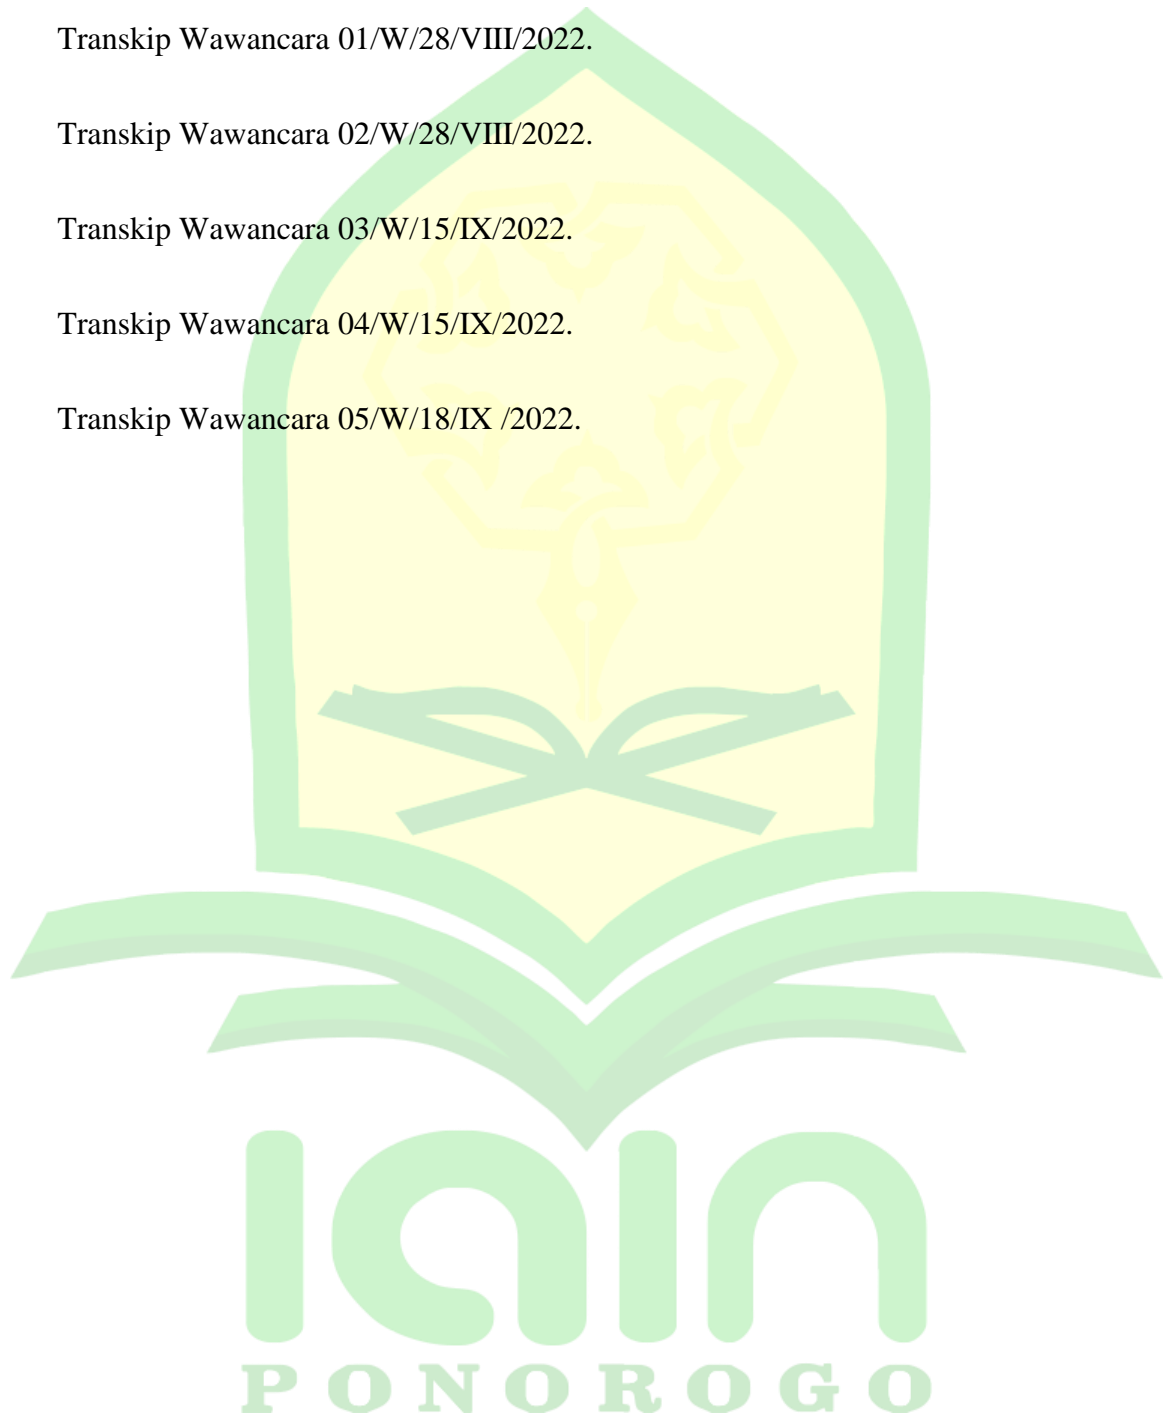 Transkip Wawancara 01/W/28/VIII/2022.
Transkip Wawancara 02/W/28/VIII/2022.
Transkip Wawancara 03/W/15/IX/2022.
Transkip Wawancara 04/W/15/IX/2022.
Transkip Wawancara 05/W/18/IX /2022.
iain
PONOROGO